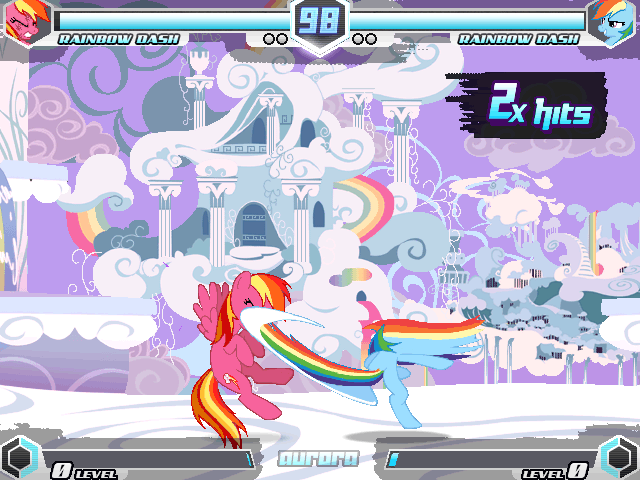 98
RAINBOW DASH
RAINBOW DASH
2x hits
0 LEVEL
aurora
LEVEL 0